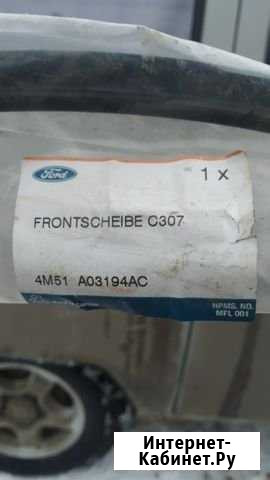 Ford
1 x
FRONTSCHEIBE C307
4M51 A03194AC
NPMS. NO.
MFL 001
Интернет-
Кабинет.Ру